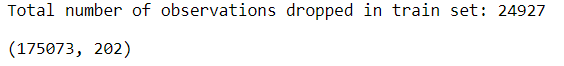 Total number of observations dropped in train set: 24927
(175073, 202)